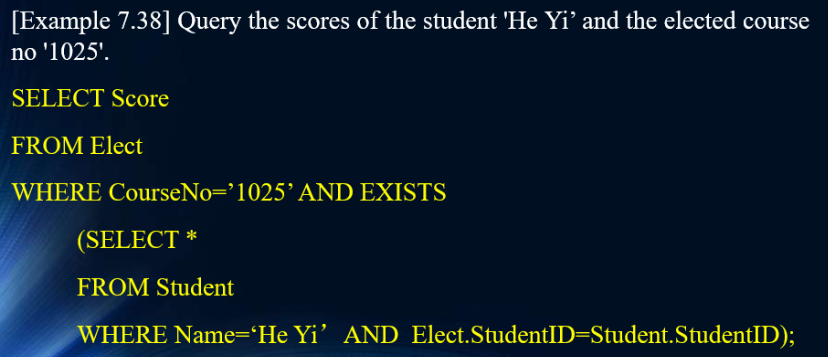 [Example 7.38] Query the scores of the student 'He Yi’ and the elected course
no '1025'.
SELECT Score
FROM Elect
WHERE CourseNo=’1025’ AND EXISTS
(SELECT *
FROM Student
WHERE Name=‘He Yi’ AND Elect.StudentID=Student.StudentID);